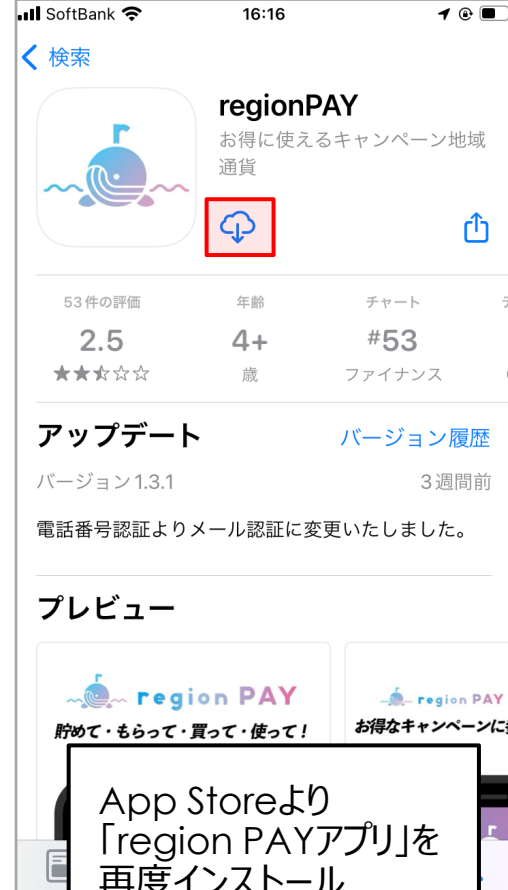 SoftBank 16:16
検索
regionPAY
お得に使えるキャンペーン地域
通貨
53件の評価 年齢 チャート
2.5 4+ #53
★★☆☆ 歳 ファイナンス
アップデート バージョン履歴
バージョン 1.3.1 3週間前
電話番号認証よりメール認証に変更いたしました。
プレビュー
region PAY region PAY
貯めて・もらって・買って・使って! お得なキャンペーンに
App Storeより
「region PAYアプリ」を
再度インストール